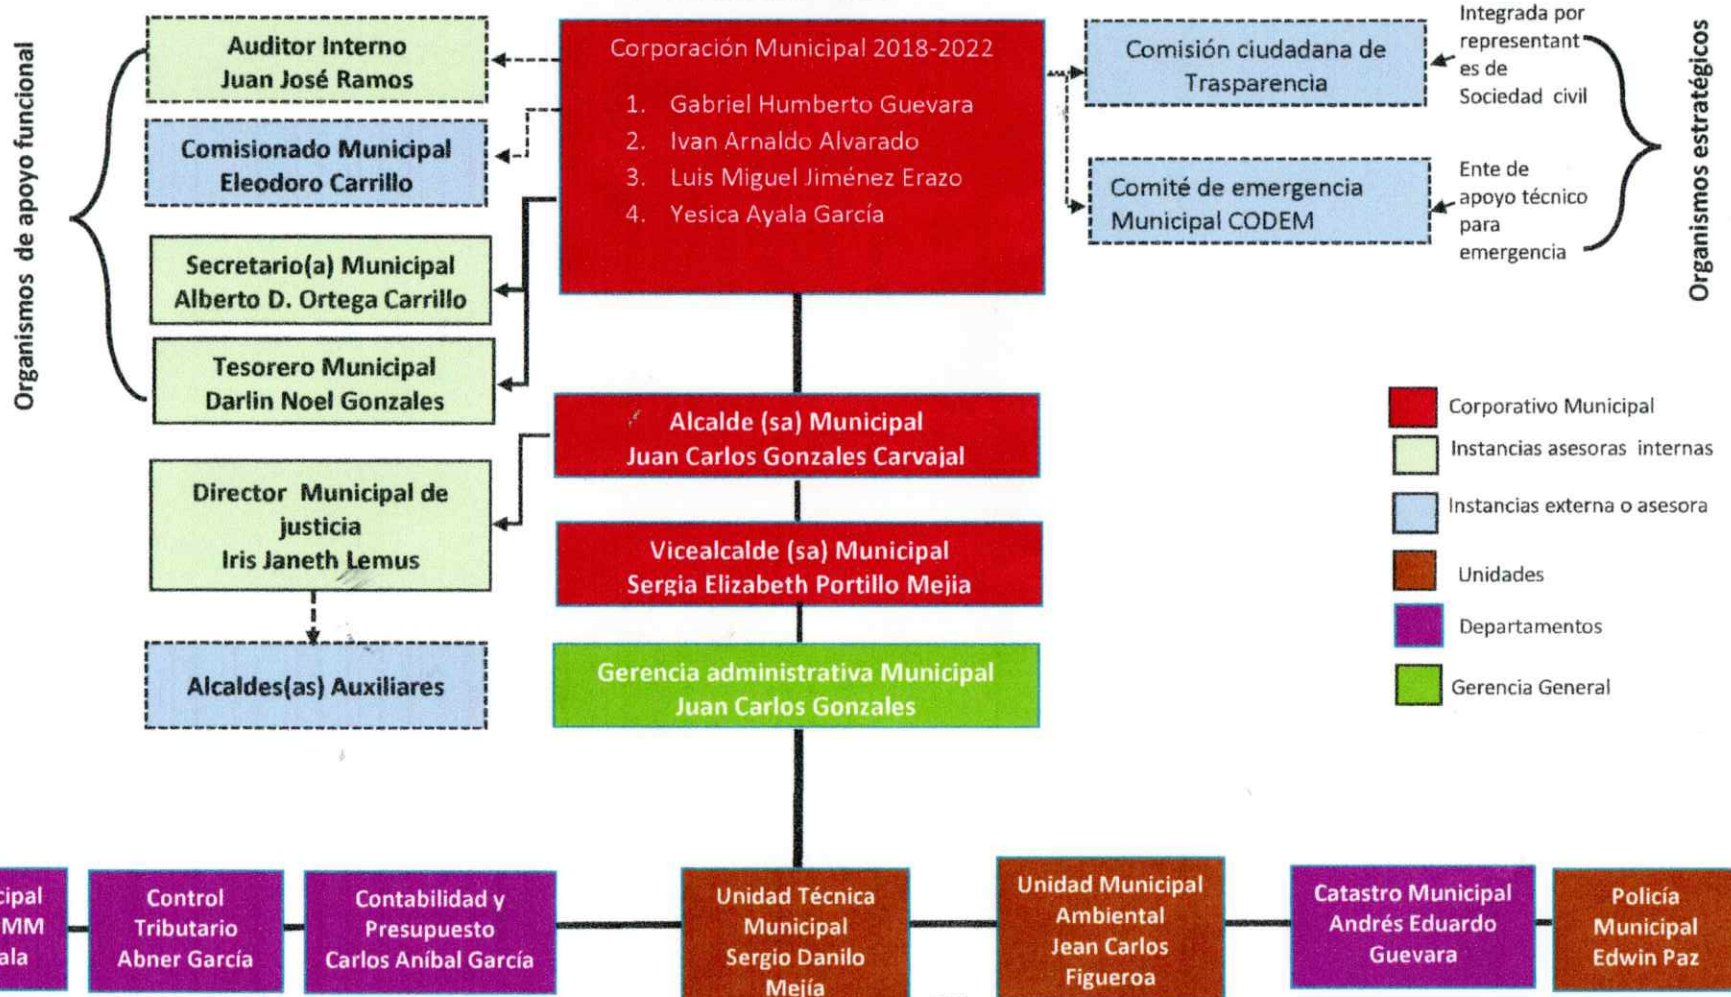 Organismos de apoyo funcional
Auditor Interno
Juan José Ramos
Comisionado Municipal
Eleodoro Carrillo
Secretario(a) Municipal
Alberto D. Ortega Carrillo
Tesorero Municipal
Darlin Noel Gonzales
Director Municipal de
justicia
Iris Janeth Lemus
Alcaldes(as) Auxiliares
Corporación Municipal 2018-2022
1. Gabriel Humberto Guevara
2. Ivan Arnaldo Alvarado
3. Luis Miguel Jiménez Erazo
4. Yesica Ayala García
Alcalde (sa) Municipal
Juan Carlos Gonzales Carvajal
Vicealcalde (sa) Municipal
Sergia Elizabeth Portillo Mejia
Gerencia administrativa Municipal
Juan Carlos Gonzales
Comisión ciudadana de
Trasparencia
Comité de emergencia
Municipal CODEM
Integrada por
representant
es de
Sociedad civil
Ente de
apoyo técnico
para
emergencia
Organismos estratégicos
Corporativo Municipal
Instancias asesoras internas
Instancias externa o asesora
Unidades
Departamentos
Gerencia General
cipal
MM
ala
Control
Tributario
Abner García
Contabilidad y
Presupuesto
Carlos Aníbal García
Unidad Técnica
Municipal
Sergio Danilo
Mejía
Unidad Municipal
Ambiental
Jean Carlos
Figueroa
Catastro Municipal
Andrés Eduardo
Guevara
Policía
Municipal
Edwin Paz